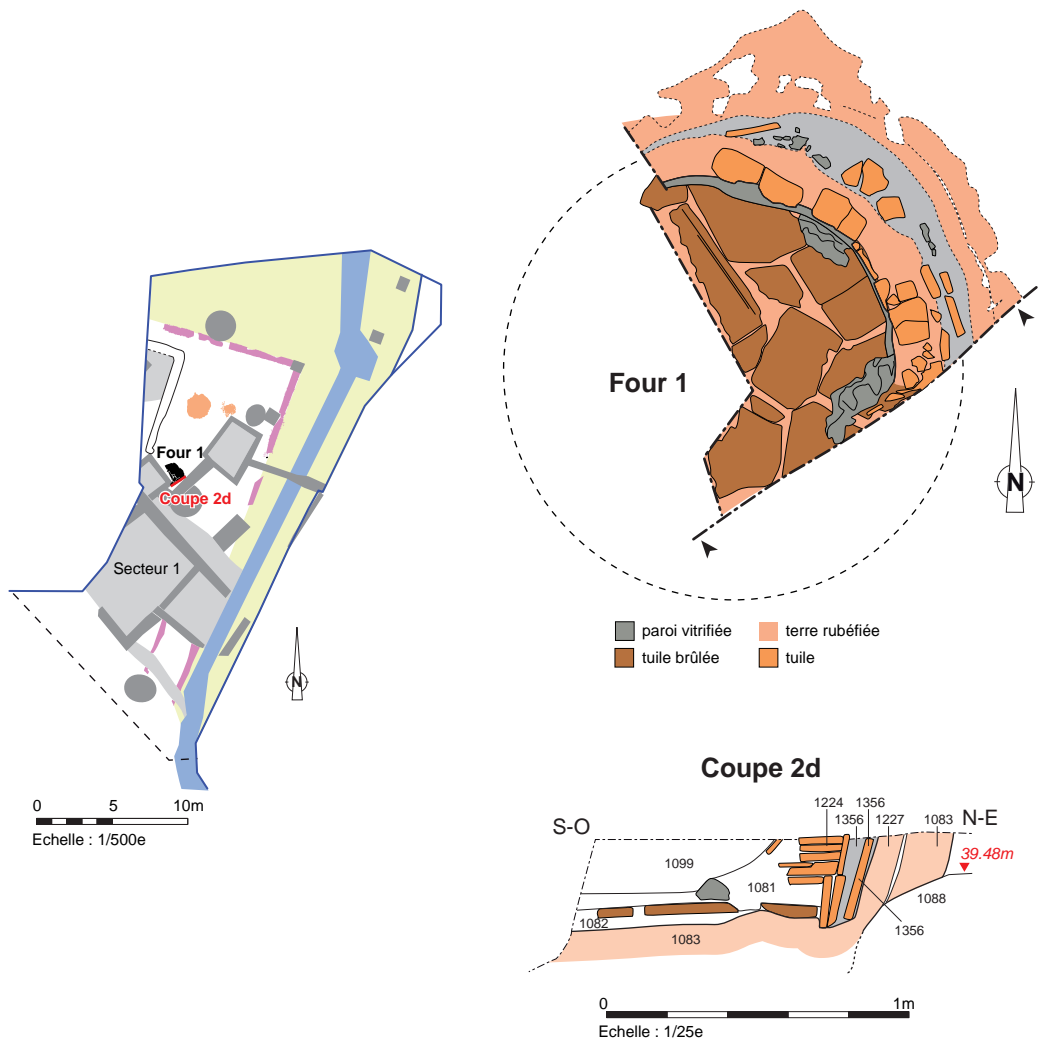 Four 1
N
paroi vitrifiée
terre rubéfiée
tuile brûlée
tuile
Four 1
Coupe 2d
Secteur 1
N
0 5 10m
Echelle : 1/500e
Coupe 2d
S-O
N-E
1224
1356
1356
1227
1083
39.48m
1099
1081
1088
1082
1083
1356
0 1m
Echelle : 1/25e